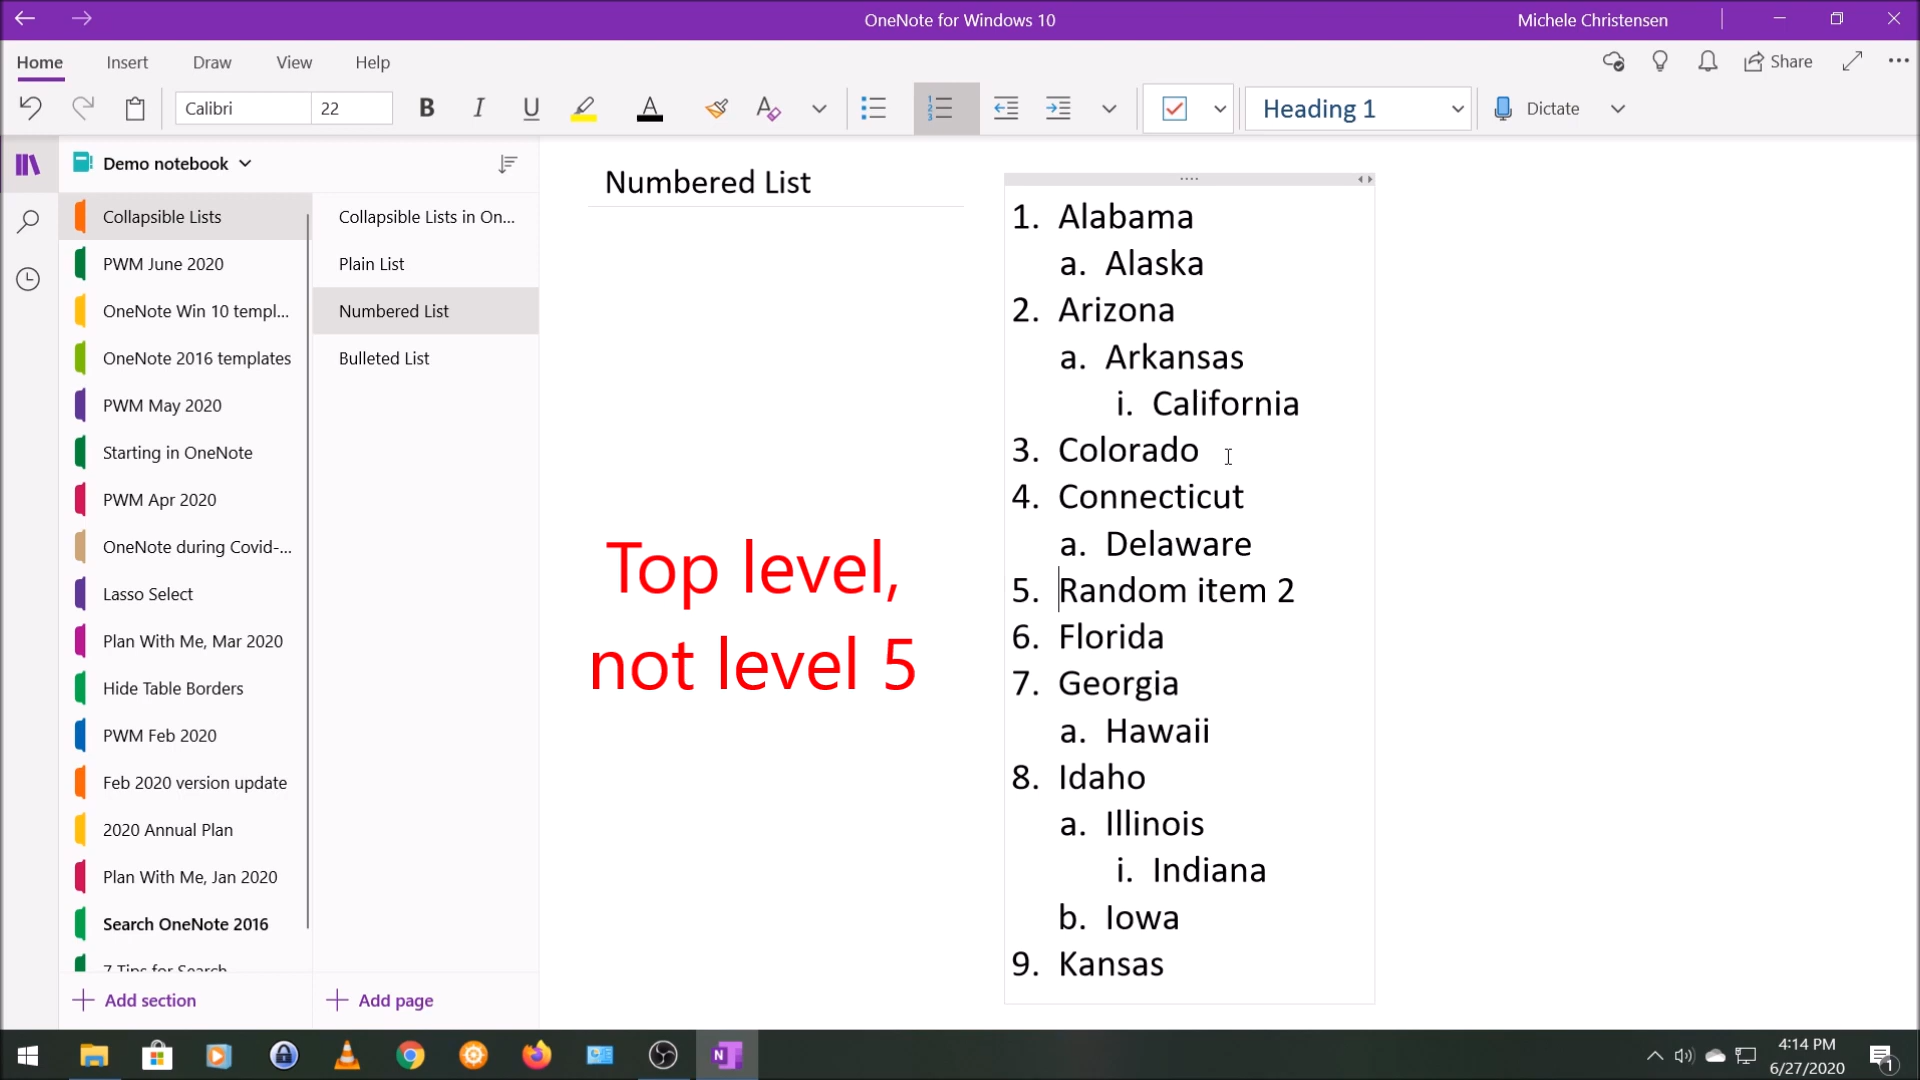 OneNote for Windows 10
Michele Christensen
Home Insert Draw View Help
Share
Calibri 22 B I U A A Heading 1 Dictate
Demo notebook
Collapsible Lists
PWM June 2020
OneNote Win 10 templ...
OneNote 2016 templates
PWM May 2020
Starting in OneNote
PWM Apr 2020
OneNote during Covid-...
Lasso Select
Plan With Me, Mar 2020
Hide Table Borders
PWM Feb 2020
Feb 2020 version update
2020 Annual Plan
Plan With Me, Jan 2020
Search OneNote 2016
7 Tips for Search
Add section
Collapsible Lists in On...
Plain List
Numbered List
Bulleted List
Add page
Numbered List
Top level,
not level 5
1. Alabama
a. Alaska
2. Arizona
a. Arkansas
i. California
3. Colorado
4. Connecticut
a. Delaware
5. Random item 2
6. Florida
7. Georgia
a. Hawaii
8. Idaho
a. Illinois
i. Indiana
b. Iowa
9. Kansas
N
4:14 PM
6/27/2020
1